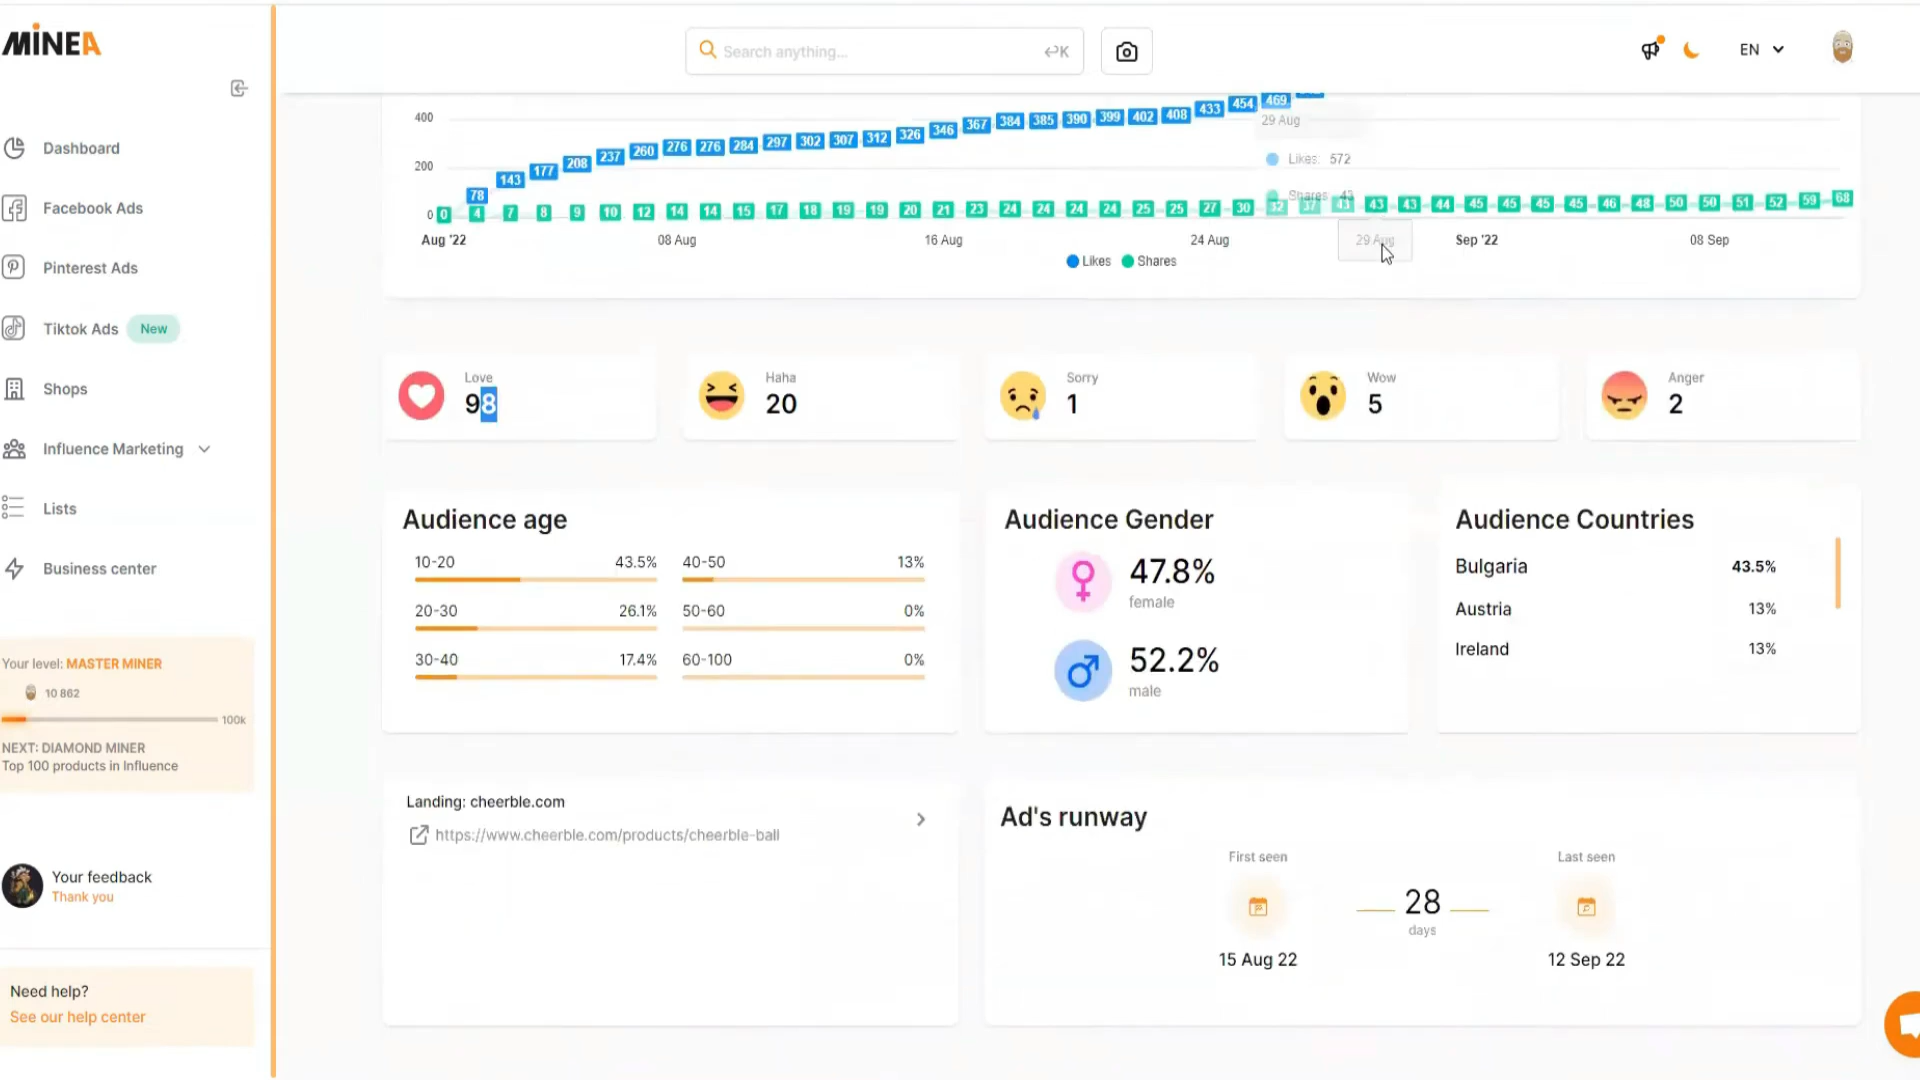 MINEA
Search anything...
K
EN
Dashboard
Facebook Ads
Pinterest Ads
Tiktok Ads New
Shops
Influence Marketing
Lists
Business center
Your level: MASTER MINER
10 862
100k
NEXT: DIAMOND MINER
Top 100 products in Influence
Your feedback
Thank you
Need help?
See our help center
400
200
0
78 143 177 208 237 260 276 276 284 297 302 307 312 326 346 367 384 385 390 399 402 408 433 454 469
29 Aug
Likes: 572
Shares: 43
0 4 7 8 9 10 12 14 14 15 17 18 19 19 20 21 23 24 24 24 24 25 25 27 30 32 37 43 43 43 44 45 45 45 45 46 48 50 50 51 52 59 68
Aug '22 08 Aug 16 Aug 24 Aug 29 Aug Sep '22 08 Sep
Likes Shares
Love
98
Haha
20
Sorry
1
Wow
5
Anger
2
Audience age
10-20 43.5% 40-50 13%
20-30 26.1% 50-60 0%
30-40 17.4% 60-100 0%
Audience Gender
47.8%
female
52.2%
male
Audience Countries
Bulgaria 43.5%
Austria 13%
Ireland 13%
Landing: cheerble.com
https://www.cheerble.com/products/cheerble-ball
Ad's runway
First seen Last seen
28
days
15 Aug 22 12 Sep 22